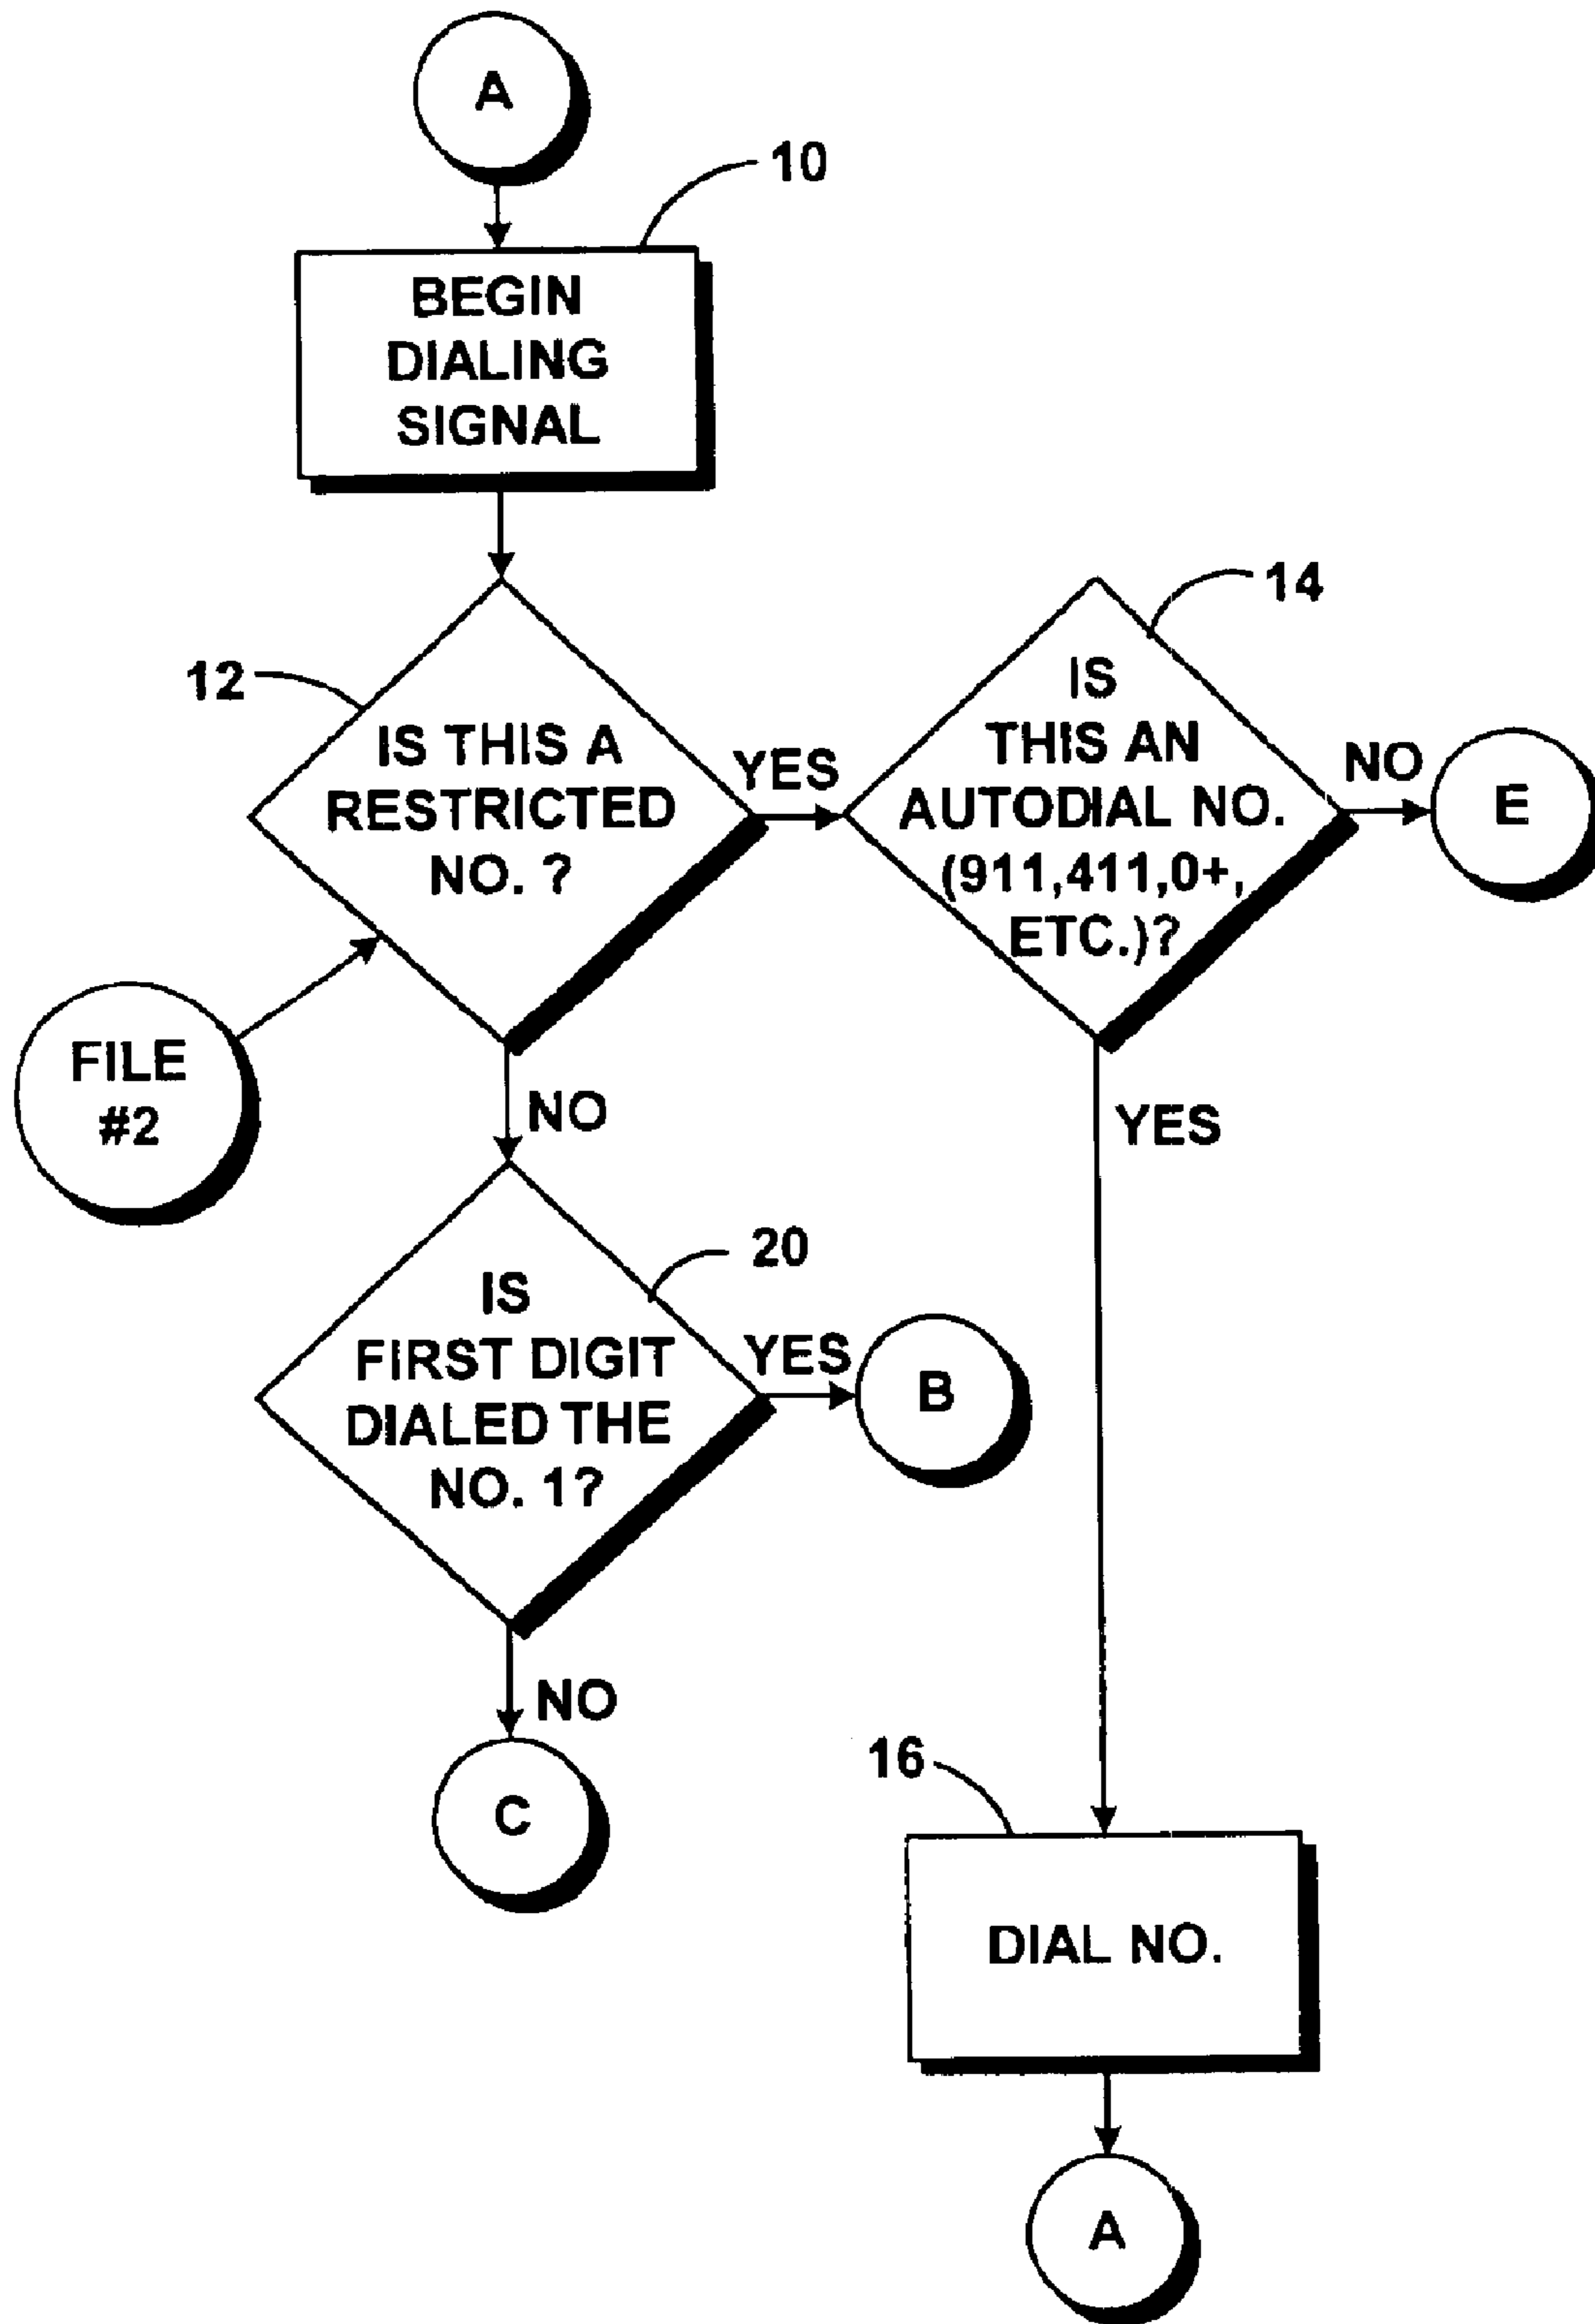 A
10
BEGIN
DIALING
SIGNAL
12
IS THIS A
RESTRICTED
NO. ?
YES
14
IS
THIS AN
AUTODIAL NO.
(911,411,0+,
ETC.)?
NO
E
FILE
#2
NO
YES
20
IS
FIRST DIGIT
DIALED THE
NO. 1?
YES
B
NO
C
16
DIAL NO.
A